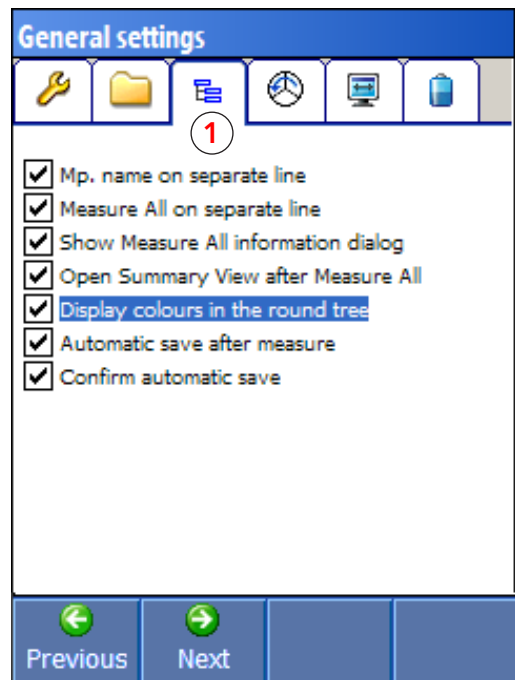 General settings
1
Mp. name on separate line
Measure All on separate line
Show Measure All information dialog
Open Summary View after Measure All
Display colours in the round tree
Automatic save after measure
Confirm automatic save
Previous Next